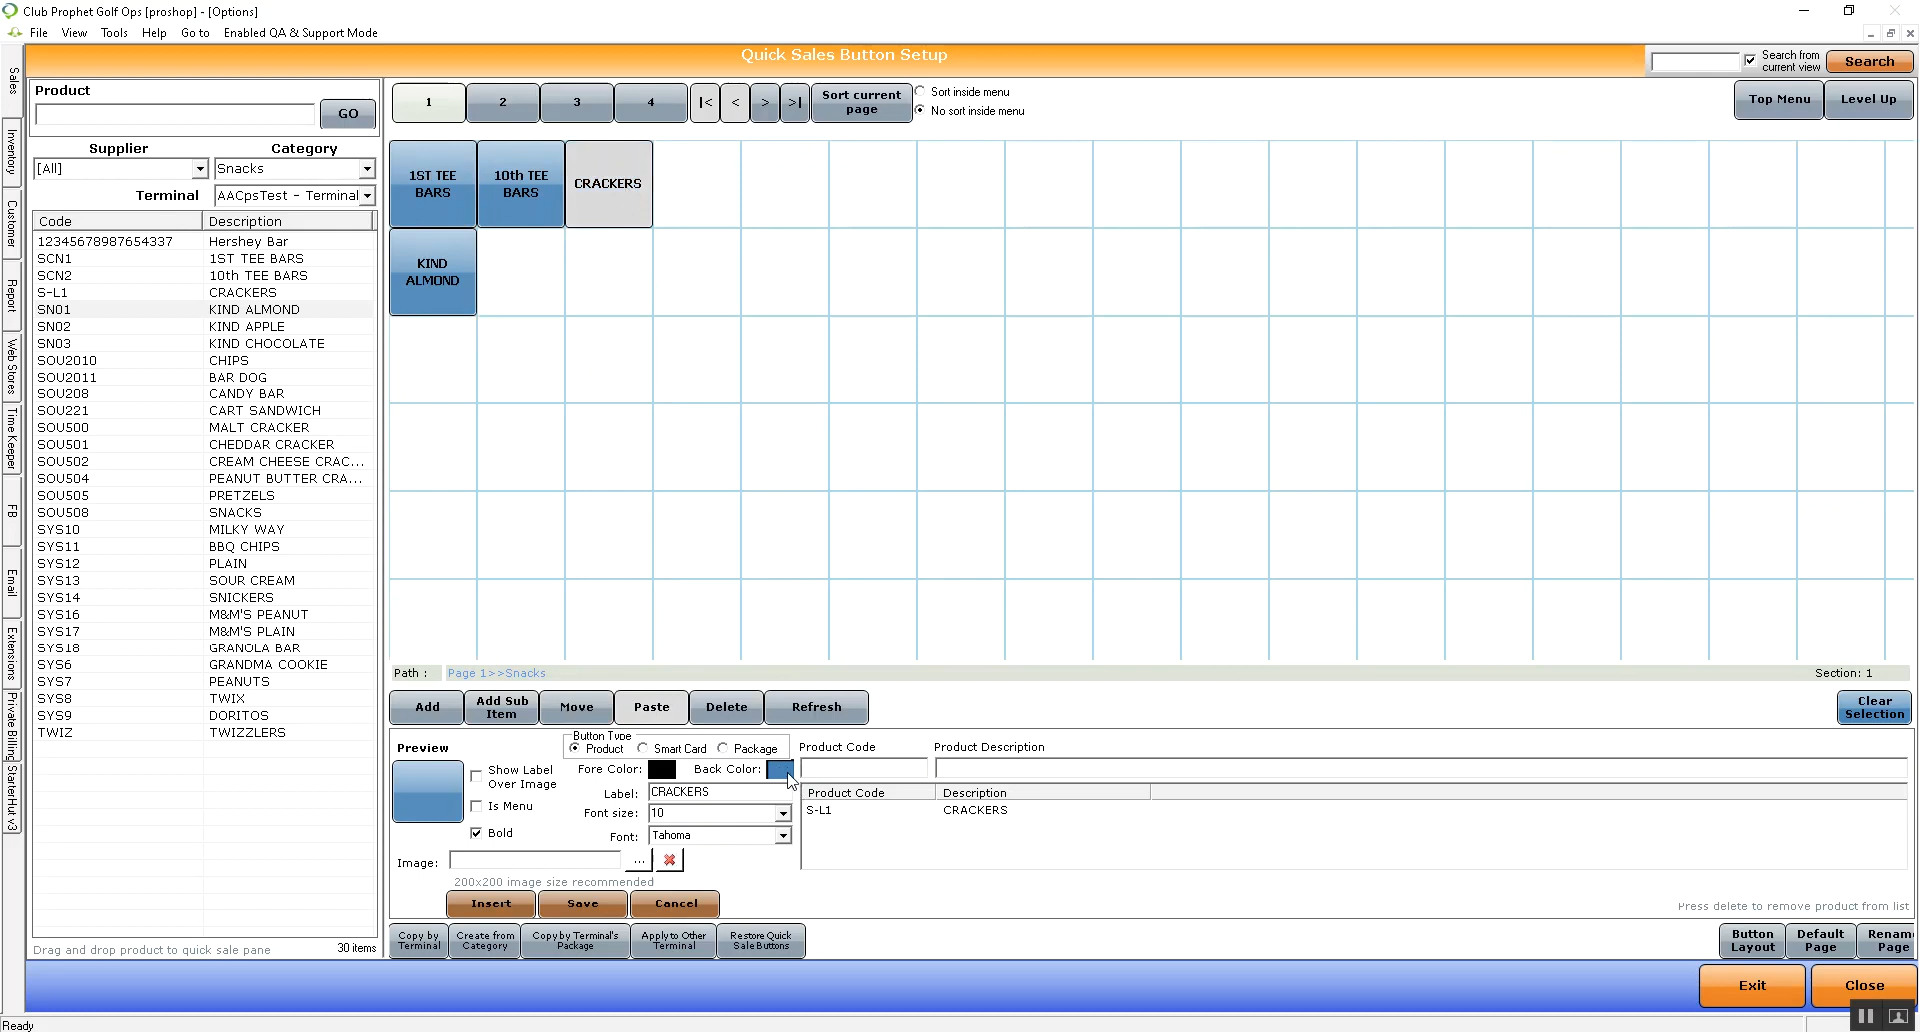 Club Prophet Golf Ops [proshop] - [Options]
File View Tools Help Go to Enabled QA & Support Mode
Quick Sales Button Setup
Search from
current view
Search
Sales
Inventory
Customer
Report
Web Stores
Time Keeper
FB
Email
Extensions
Private Billing
StarterHut v3
Product
GO
Supplier Category
[All] Snacks
Terminal AACpsTest - Terminal
Code Description
12345678987654337 Hershey Bar
SCN1 1ST TEE BARS
SCN2 10th TEE BARS
S-L1 CRACKERS
SN01 KIND ALMOND
SN02 KIND APPLE
SN03 KIND CHOCOLATE
SOU2010 CHIPS
SOU2011 BAR DOG
SOU208 CANDY BAR
SOU221 CART SANDWICH
SOU500 MALT CRACKER
SOU501 CHEDDAR CRACKER
SOU502 CREAM CHEESE CRAC...
SOU504 PEANUT BUTTER CRA...
SOU505 PRETZELS
SOU508 SNACKS
SYS10 MILKY WAY
SYS11 BBQ CHIPS
SYS12 PLAIN
SYS13 SOUR CREAM
SYS14 SNICKERS
SYS16 M&M'S PEANUT
SYS17 M&M'S PLAIN
SYS18 GRANOLA BAR
SYS6 GRANDMA COOKIE
SYS7 PEANUTS
SYS8 TWIX
SYS9 DORITOS
TWIZ TWIZZLERS
Drag and drop product to quick sale pane 30 items
1 2 3 4 |< < > >|
Sort current
page
Sort inside menu
No sort inside menu
Top Menu Level Up
1ST TEE
BARS
10th TEE
BARS
CRACKERS
KIND
ALMOND
Path : Page 1>>Snacks Section: 1
Add
Add Sub
Item
Move Paste Delete Refresh
Clear
Selection
Preview
Button Type
Product Smart Card Package
Show Label
Over Image
Is Menu
Bold
Fore Color: Back Color:
Label: CRACKERS
Font size: 10
Font: Tahoma
Image: ...
200x200 image size recommended
Insert Save Cancel
Product Code Product Description
Product Code Description
S-L1 CRACKERS
Press delete to remove product from list
Copy by
Terminal
Create from
Category
Copy by Terminal's
Package
Apply to Other
Terminal
Restore Quick
Sale Buttons
Button
Layout
Default
Page
Renam
Page
Exit Close
Ready